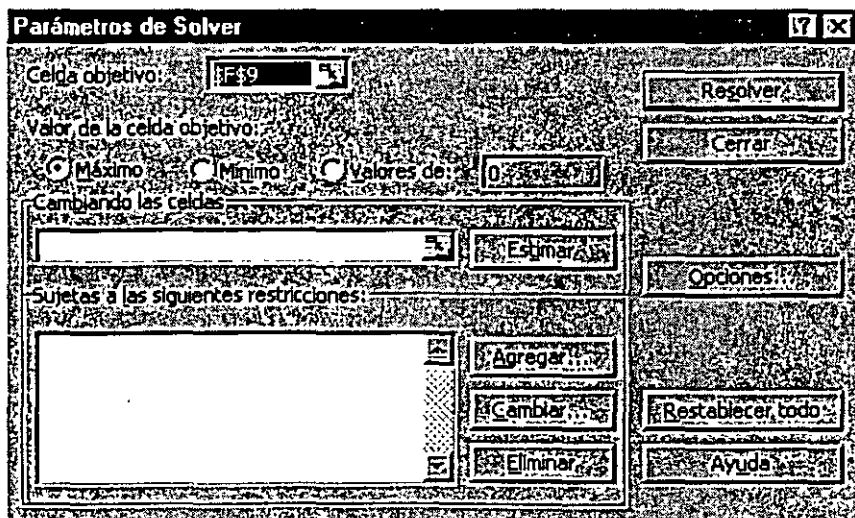 Parámetros de Solver
Celda objetivo: $F$9
Resolver
Valor de la celda objetivo:
Cerrar
Máximo Mínimo Valores de: 0
Cambiando las celdas
Estimar
Opciones...
Sujetas a las siguientes restricciones:
Agregar...
Cambiar... Restablecer todo
Eliminar Ayuda